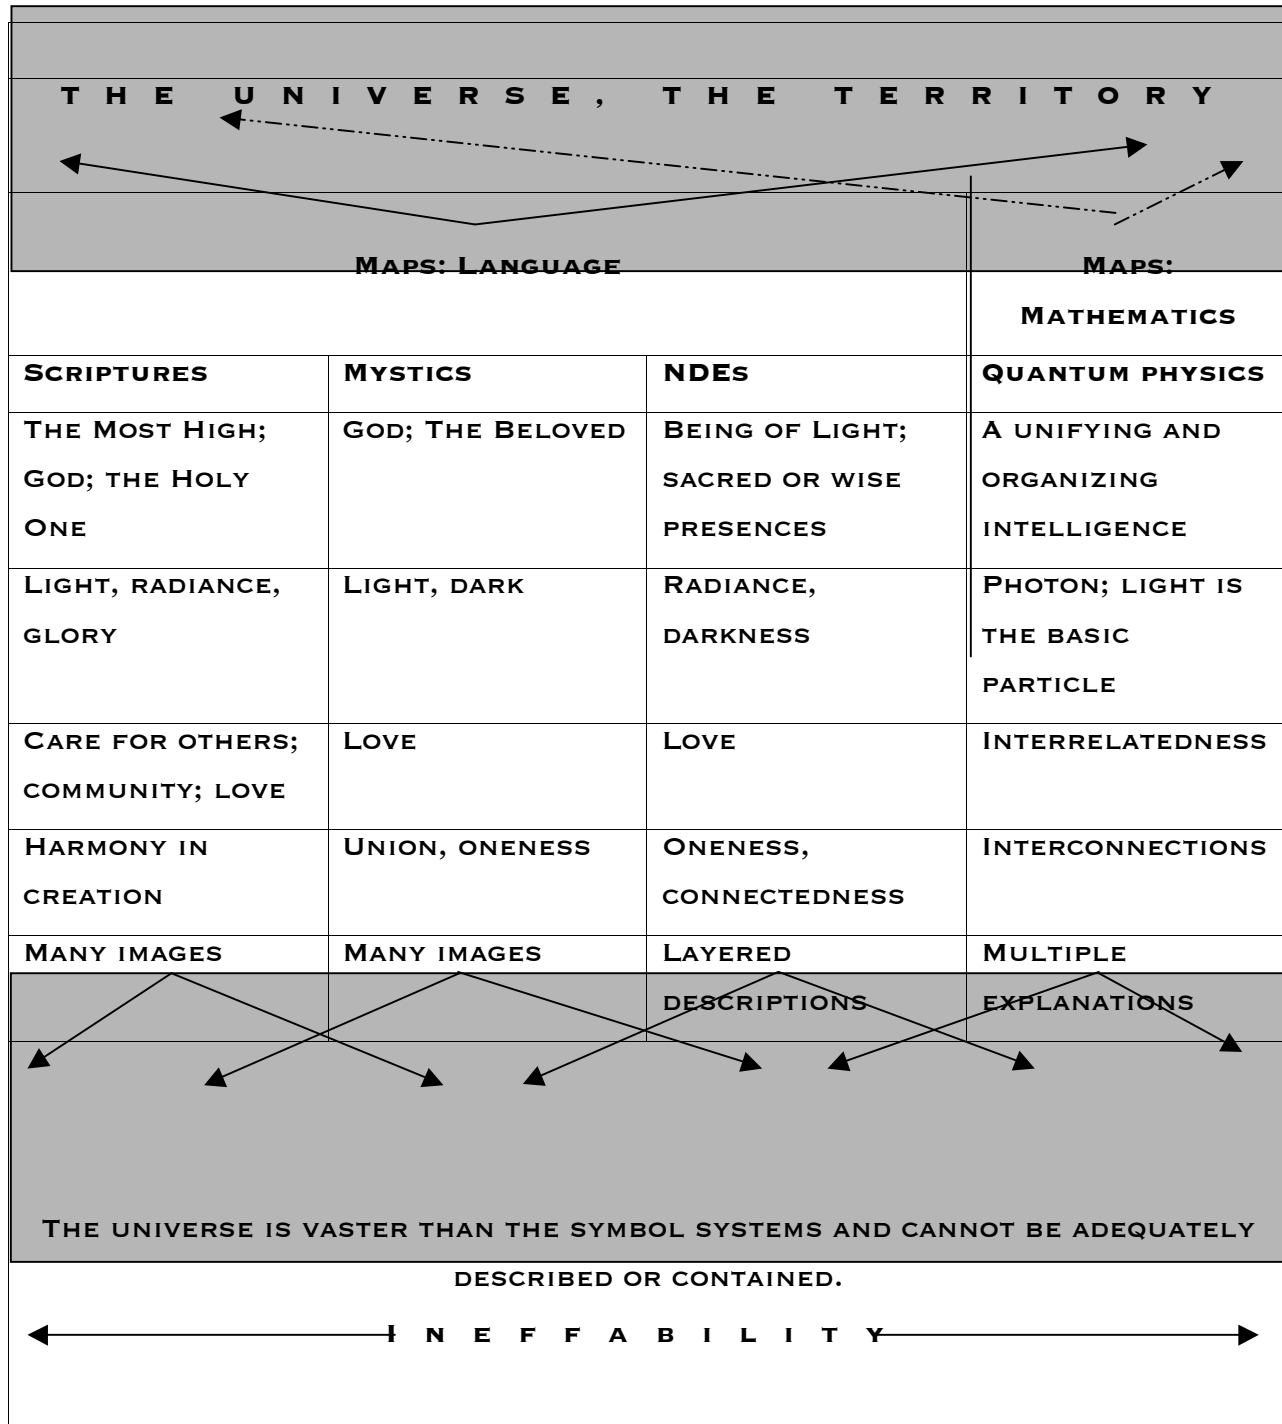 THE UNIVERSE, THE TERRITORY
MAPS: LANGUAGE
MAPS:
MATHEMATICS
SCRIPTURES
MYSTICS
NDES
QUANTUM PHYSICS
THE MOST HIGH;
GOD; THE HOLY
ONE
GOD; THE BELOVED
BEING OF LIGHT;
SACRED OR WISE
PRESENCES
A UNIFYING AND
ORGANIZING
INTELLIGENCE
LIGHT, RADIANCE,
GLORY
LIGHT, DARK
RADIANCE,
DARKNESS
PHOTON; LIGHT IS
THE BASIC
PARTICLE
CARE FOR OTHERS;
COMMUNITY; LOVE
LOVE
LOVE
INTERRELATEDNESS
HARMONY IN
CREATION
UNION, ONENESS
ONENESS,
CONNECTEDNESS
INTERCONNECTIONS
MANY IMAGES
MANY IMAGES
LAYERED
DESCRIPTIONS
MULTIPLE
EXPLANATIONS
THE UNIVERSE IS VASTER THAN THE SYMBOL SYSTEMS AND CANNOT BE ADEQUATELY
DESCRIBED OR CONTAINED.
INEFFABILITY